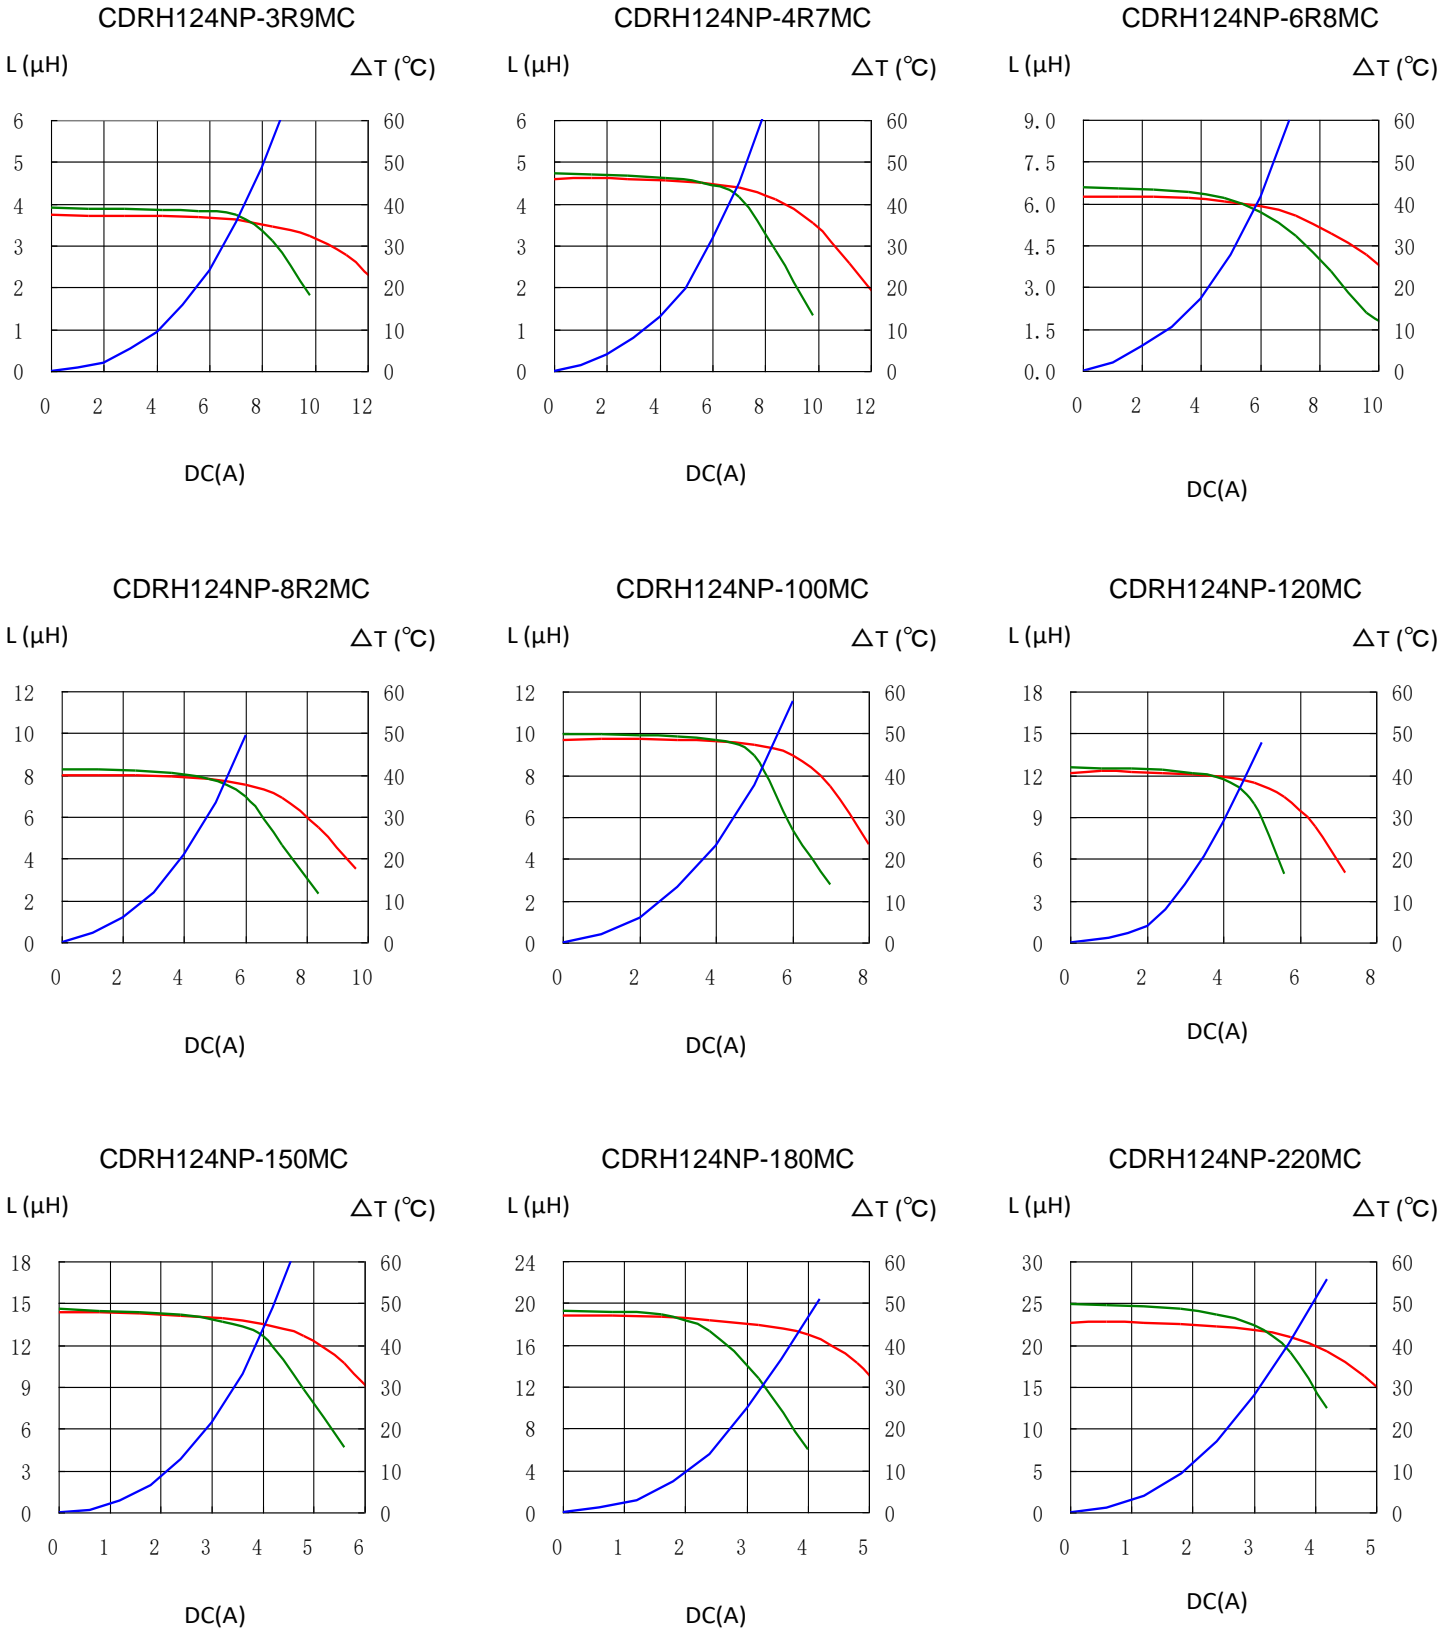 CDRH124NP-3R9MC
L (μH) △T (℃)
6 60
5 50
4 40
3 30
2 20
1 10
0 0
0 2 4 6 8 10 12
DC(A)
CDRH124NP-4R7MC
L (μH) △T (℃)
6 60
5 50
4 40
3 30
2 20
1 10
0 0
0 2 4 6 8 10 12
DC(A)
CDRH124NP-6R8MC
L (μH) △T (℃)
9.0 60
7.5 50
6.0 40
4.5 30
3.0 20
1.5 10
0.0 0
0 2 4 6 8 10
DC(A)
CDRH124NP-8R2MC
L (μH) △T (℃)
12 60
10 50
8 40
6 30
4 20
2 10
0 0
0 2 4 6 8 10
DC(A)
CDRH124NP-100MC
L (μH) △T (℃)
12 60
10 50
8 40
6 30
4 20
2 10
0 0
0 2 4 6 8
DC(A)
CDRH124NP-120MC
L (μH) △T (℃)
18 60
15 50
12 40
9 30
6 20
3 10
0 0
0 2 4 6 8
DC(A)
CDRH124NP-150MC
L (μH) △T (℃)
18 60
15 50
12 40
9 30
6 20
3 10
0 0
0 1 2 3 4 5 6
DC(A)
CDRH124NP-180MC
L (μH) △T (℃)
24 60
20 50
16 40
12 30
8 20
4 10
0 0
0 1 2 3 4 5
DC(A)
CDRH124NP-220MC
L (μH) △T (℃)
30 60
25 50
20 40
15 30
10 20
5 10
0 0
0 1 2 3 4 5
DC(A)